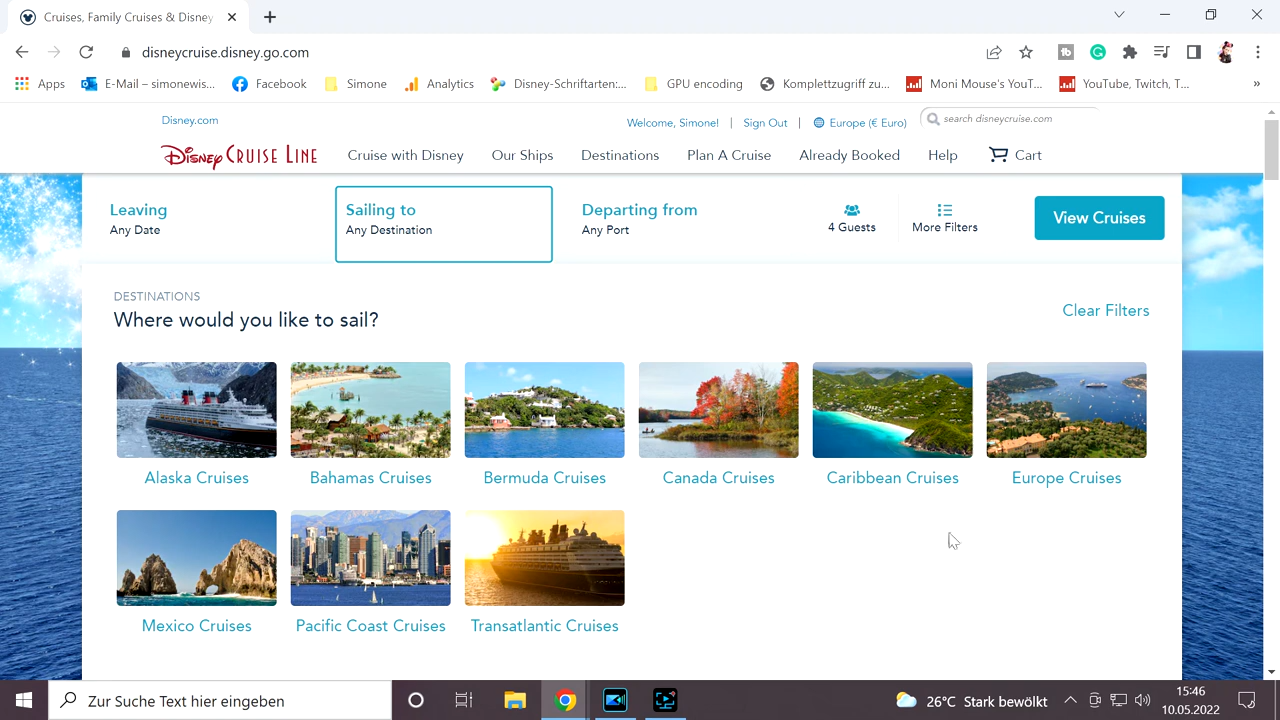 Cruises, Family Cruises & Disney
disneycruise.disney.go.com
Apps
E-Mail – simonewis...
Facebook
Simone
Analytics
Disney-Schriftarten:...
GPU encoding
Komplettzugriff zu...
Moni Mouse's YouT...
YouTube, Twitch, T...
»
Disney.com
Welcome, Simone! | Sign Out | Europe (€ Euro)
search disneycruise.com
Disney CRUISE LINE
Cruise with Disney
Our Ships
Destinations
Plan A Cruise
Already Booked
Help
Cart
Leaving
Any Date
Sailing to
Any Destination
Departing from
Any Port
4 Guests
More Filters
View Cruises
DESTINATIONS
Where would you like to sail?
Clear Filters
Alaska Cruises
Bahamas Cruises
Bermuda Cruises
Canada Cruises
Caribbean Cruises
Europe Cruises
Mexico Cruises
Pacific Coast Cruises
Transatlantic Cruises
Zur Suche Text hier eingeben
26°C Stark bewölkt
15:46
10.05.2022